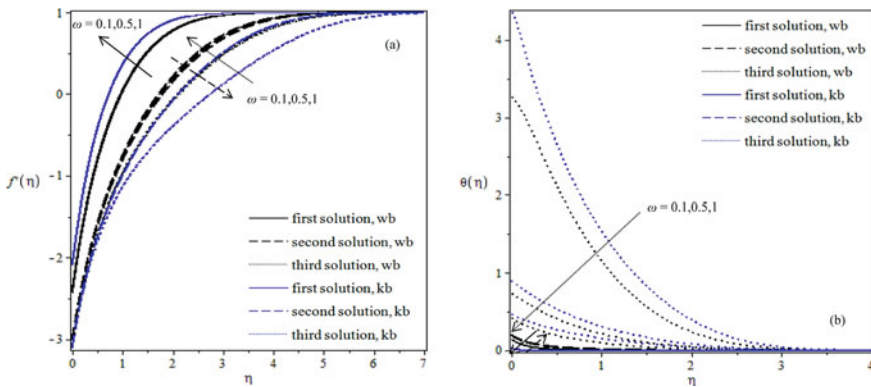 ω = 0.1,0.5,1
(a)
ω = 0.1,0.5,1
f'(η)
1
0
-1
-2
-3
first solution, wb
second solution, wb
third solution, wb
first solution, kb
second solution, kb
third solution, kb
0 1 2 3 4 5 6 7
η
4
3
2
1
0
θ(η)
first solution, wb
second solution, wb
third solution, wb
first solution, kb
second solution, kb
third solution, kb
ω = 0.1,0.5,1
(b)
0 1 2 3 4
η